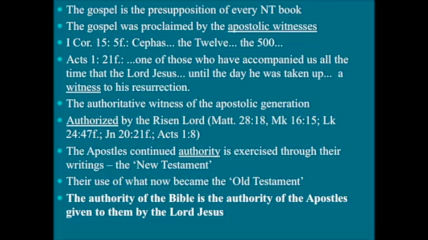 The gospel is the presupposition of every NT book
The gospel was proclaimed by the apostolic witnesses
I Cor. 15: 5f.: Cephas... the Twelve... the 500...
Acts 1: 21f.: ...one of those who have accompanied us all the
time that the Lord Jesus... until the day he was taken up... a
witness to his resurrection.
The authoritative witness of the apostolic generation
Authorized by the Risen Lord (Matt. 28:18, Mk 16:15; Lk
24:47f.; Jn 20:21f.; Acts 1:8)
The Apostles continued authority is exercised through their
writings – the ‘New Testament’
Their use of what now became the ‘Old Testament’
The authority of the Bible is the authority of the Apostles
given to them by the Lord Jesus